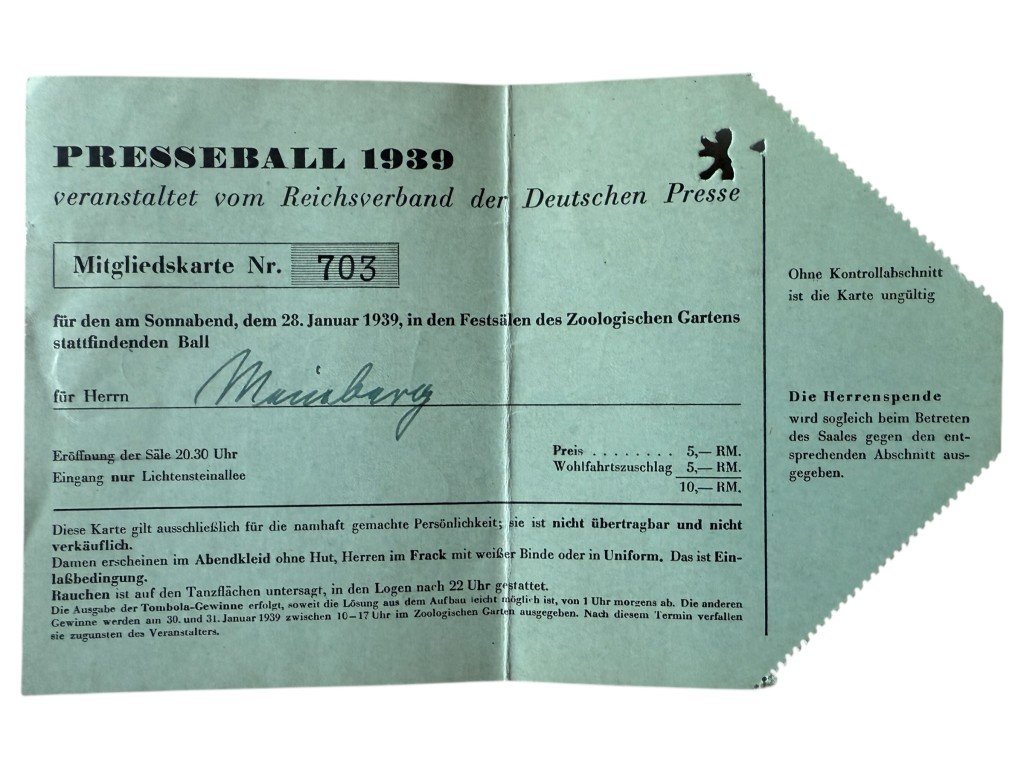 PRESSEBALL 1939
veranstaltet vom Reichsverband der Deutschen Presse
Mitgliedskarte Nr. 703
für den am Sonnabend, dem 28. Januar 1939, in den Festsälen des Zoologischen Gartens
stattfindenden Ball
für Herrn
Eröffnung der Säle 20.30 Uhr
Eingang nur Lichtensteinallee
Preis . . . . . . . . 5,— RM.
Wohlfahrtszuschlag 5,— RM.
10,— RM.
Diese Karte gilt ausschließlich für die namhaft gemachte Persönlichkeit; sie ist nicht übertragbar und nicht
verkäuflich.
Damen erscheinen im Abendkleid ohne Hut, Herren im Frack mit weißer Binde oder in Uniform. Das ist Ein-
laßbedingung.
Rauchen ist auf den Tanzflächen untersagt, in den Logen nach 22 Uhr gestattet.
Die Ausgabe der Tombola-Gewinne erfolgt, soweit die Lösung aus dem Aufbau leicht möglich ist, von 1 Uhr morgens ab. Die anderen
Gewinne werden am 30. und 31. Januar 1939 zwischen 10—17 Uhr im Zoologischen Garten ausgegeben. Nach diesem Termin verfallen
sie zugunsten des Veranstalters.
Ohne Kontrollabschnitt
ist die Karte ungültig
Die Herrenspende
wird sogleich beim Betreten
des Saales gegen den ent-
sprechenden Abschnitt aus-
gegeben.